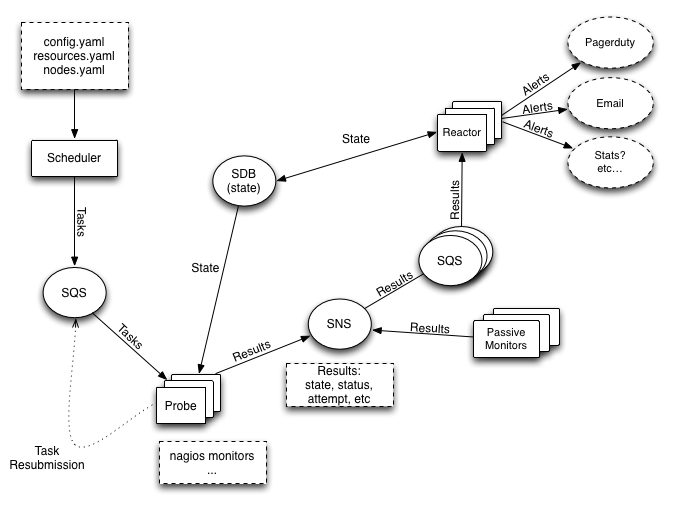 config.yaml
resources.yaml
nodes.yaml
Pagerduty
Alerts
Email
Alerts
Alerts
Stats?
etc...
Reactor
State
Scheduler
SDB
(state)
Tasks
Results
State
SQS
SQS
Results
SNS
Results
Passive
Monitors
Tasks
Results
Results:
state, status,
attempt, etc
Probe
Task
Resubmission
nagios monitors
...